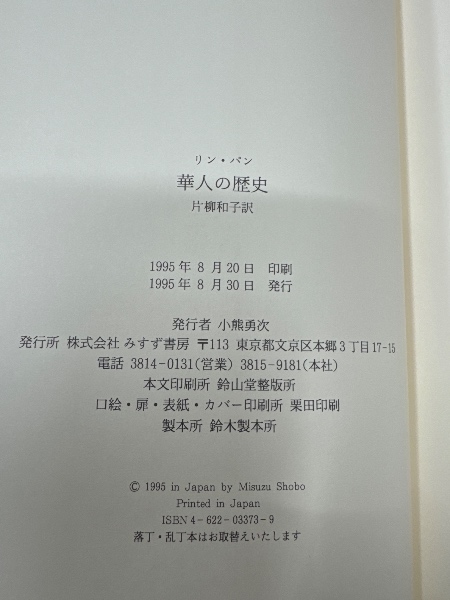 リン・パン
華人の歴史
片柳和子訳
1995年 8月20日 印刷
1995年 8月30日 発行
発行者 小熊勇次
発行所 株式会社 みすず書房 〒113 東京都文京区本郷3丁目17-15
電話 3814-0131(営業) 3815-9181(本社)
本文印刷所 鈴山堂整版所
口絵・扉・表紙・カバー印刷所 栗田印刷
製本所 鈴木製本所
© 1995 in Japan by Misuzu Shobo
Printed in Japan
ISBN 4-622-03373-9
落丁・乱丁本はお取替えいたします